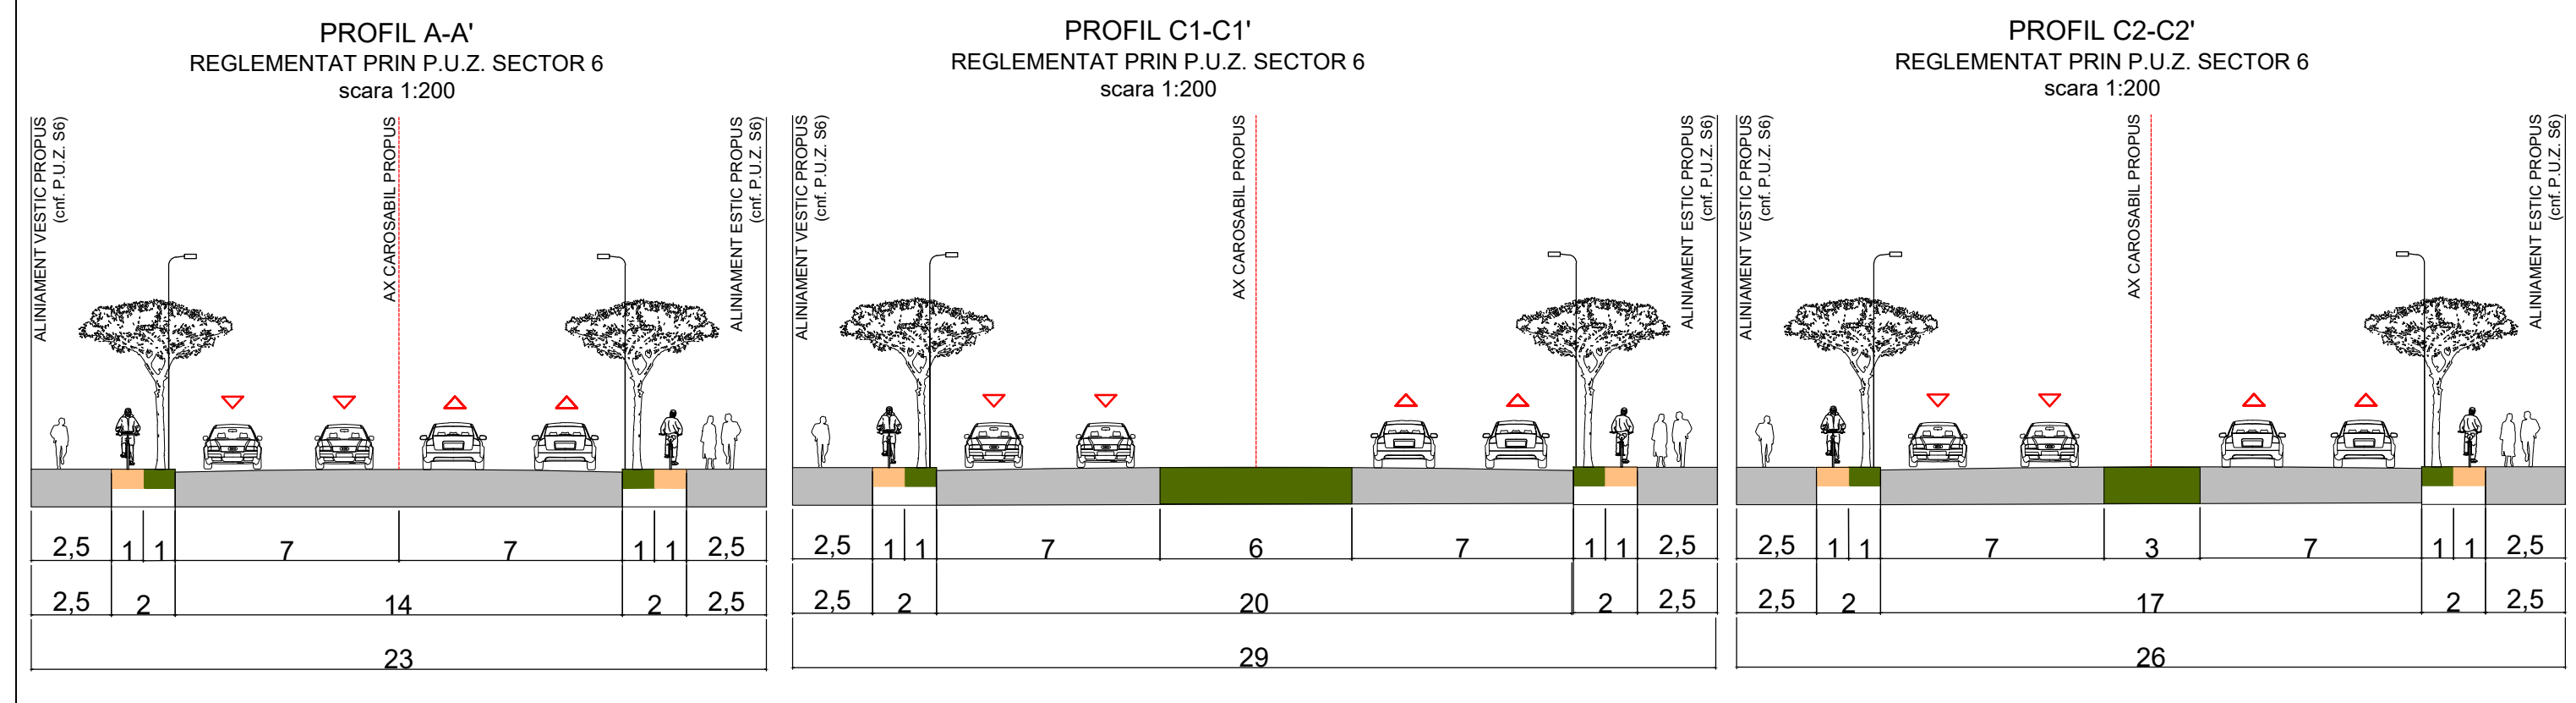 PROFIL A-A'
REGLEMENTAT PRIN P.U.Z. SECTOR 6
scara 1:200
ALINIAMENT VESTIC PROPUS
(cnf. P.U.Z. S6)
AX CAROSABIL PROPUS
ALINIAMENT ESTIC PROPUS
(cnf. P.U.Z. S6)
2,5 1 1 7 7 1 1 2,5
2,5 2 14 2 2,5
23
PROFIL C1-C1'
REGLEMENTAT PRIN P.U.Z. SECTOR 6
scara 1:200
ALINIAMENT VESTIC PROPUS
(cnf. P.U.Z. S6)
AX CAROSABIL PROPUS
ALINIAMENT ESTIC PROPUS
(cnf. P.U.Z. S6)
2,5 1 1 7 6 7 1 1 2,5
2,5 2 20 2 2,5
29
PROFIL C2-C2'
REGLEMENTAT PRIN P.U.Z. SECTOR 6
scara 1:200
ALINIAMENT VESTIC PROPUS
(cnf. P.U.Z. S6)
AX CAROSABIL PROPUS
ALINIAMENT ESTIC PROPUS
(cnf. P.U.Z. S6)
2,5 1 1 7 3 7 1 1 2,5
2,5 2 17 2 2,5
26